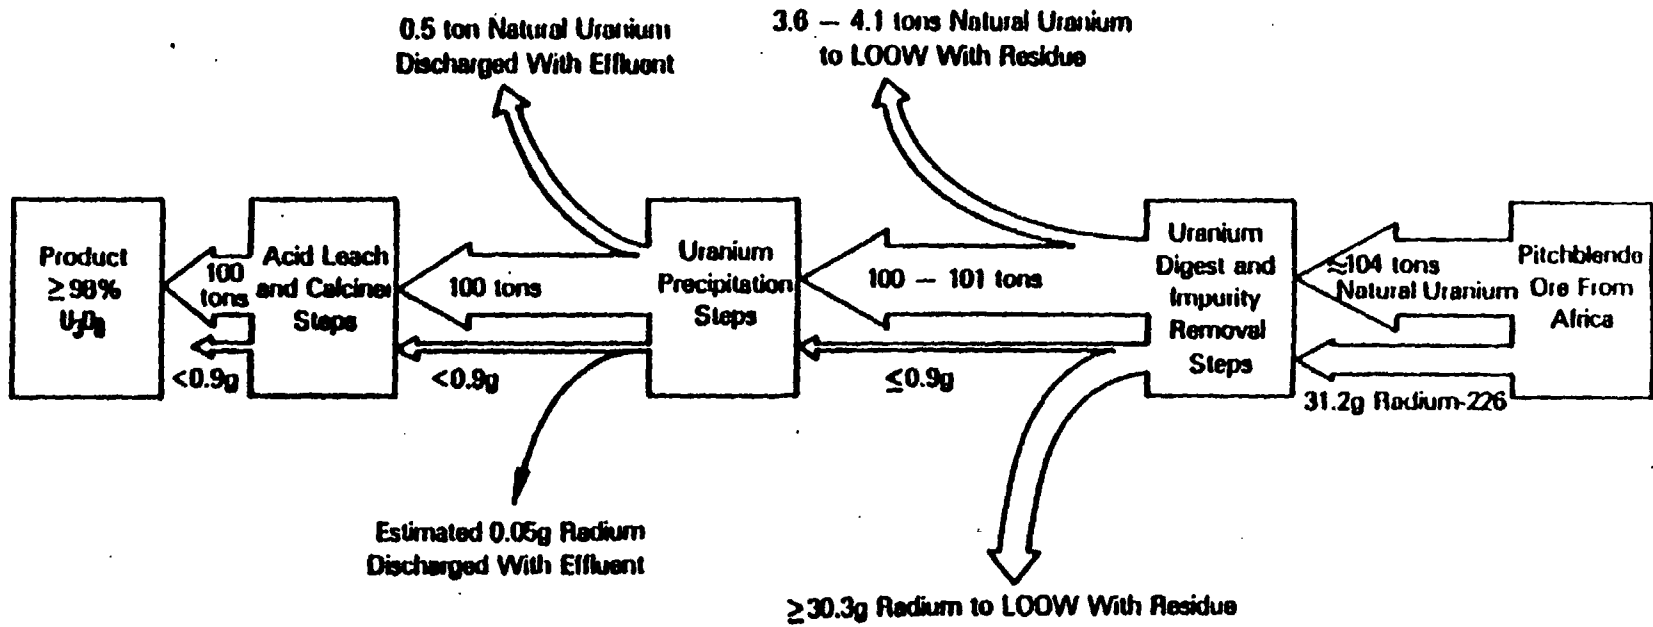 0.5 ton Natural Uranium
Discharged With Effluent
3.6 – 4.1 tons Natural Uranium
to LOOW With Residue
Product
≥98%
U₃O₈
100
tons
<0.9g
Acid Leach
and Calciner
Steps
100 tons
<0.9g
Uranium
Precipitation
Steps
100 – 101 tons
≤0.9g
Uranium
Digest and
Impurity
Removal
Steps
≈104 tons
Natural Uranium
31.2g Radium-226
Pitchblende
Ore From
Africa
Estimated 0.05g Radium
Discharged With Effluent
≥30.3g Radium to LOOW With Residue